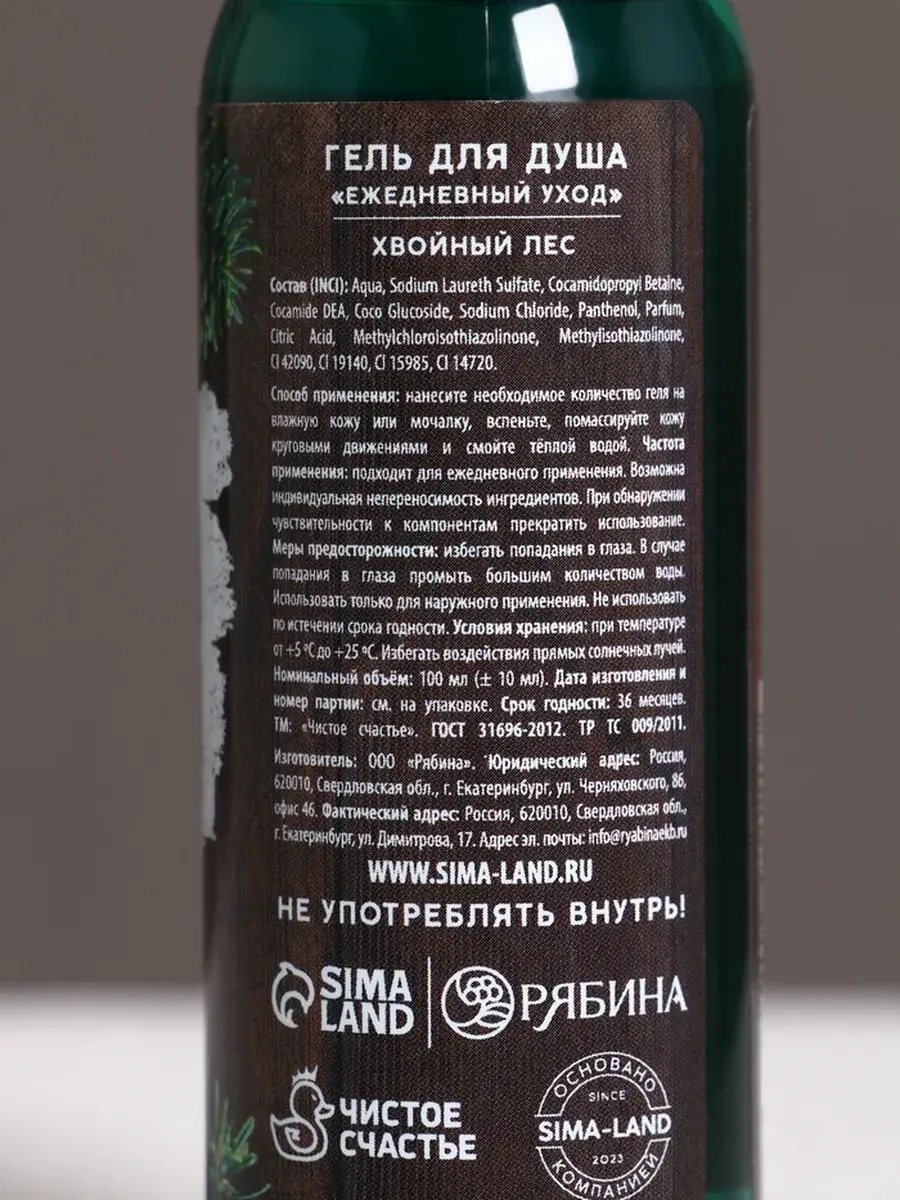 ГЕЛЬ ДЛЯ ДУША
«ЕЖЕДНЕВНЫЙ УХОД»
ХВОЙНЫЙ ЛЕС
Состав (INCI): Aqua, Sodium Laureth Sulfate, Cocamidopropyl Betaine,
Cocamide DEA, Coco Glucoside, Sodium Chloride, Panthenol, Parfum,
Citric Acid, Methylchloroisothiazolinone, Methylisothiazolinone,
CI 42090, CI 19140, CI 15985, CI 14720.
Способ применения: нанесите необходимое количество геля на
влажную кожу или мочалку, вспеньте, помассируйте кожу
круговыми движениями и смойте тёплой водой. Частота
применения: подходит для ежедневного применения. Возможна
индивидуальная непереносимость ингредиентов. При обнаружении
чувствительности к компонентам прекратить использование.
Меры предосторожности: избегать попадания в глаза. В случае
попадания в глаза промыть большим количеством воды.
Использовать только для наружного применения. Не использовать
по истечении срока годности. Условия хранения: при температуре
от +5 °С до +25 °С. Избегать воздействия прямых солнечных лучей.
Номинальный объём: 100 мл (± 10 мл). Дата изготовления и
номер партии: см. на упаковке. Срок годности: 36 месяцев.
ТМ: «Чистое счастье». ГОСТ 31696-2012. ТР ТС 009/2011.
Изготовитель: ООО «Рябина». Юридический адрес: Россия,
620010, Свердловская обл., г. Екатеринбург, ул. Черняховского, 86,
офис 46. Фактический адрес: Россия, 620010, Свердловская обл.,
г. Екатеринбург, ул. Димитрова, 17. Адрес эл. почты: info@ryabinaekb.ru
WWW.SIMA-LAND.RU
НЕ УПОТРЕБЛЯТЬ ВНУТРЬ!
SIMA
LAND
РЯБИНА
ЧИСТОЕ
СЧАСТЬЕ
ОСНОВАНО
SINCE
SIMA-LAND
2023
КОМПАНИЕЙ